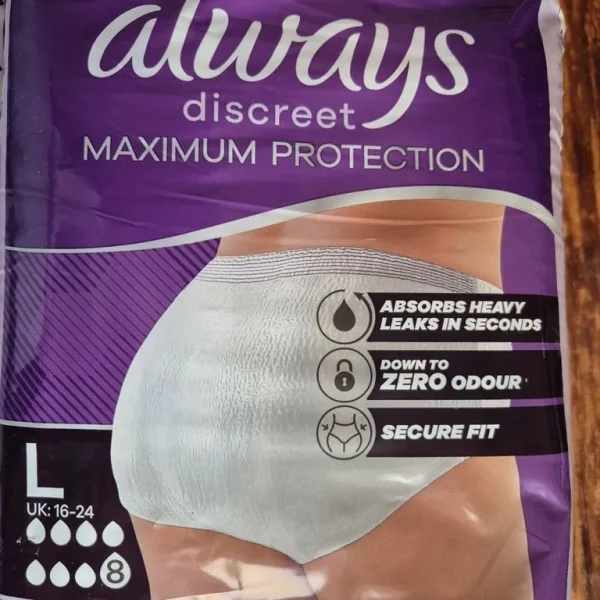 always
discreet
MAXIMUM PROTECTION
ABSORBS HEAVY
LEAKS IN SECONDS
DOWN TO
ZERO ODOUR
SECURE FIT
L
UK: 16-24
8